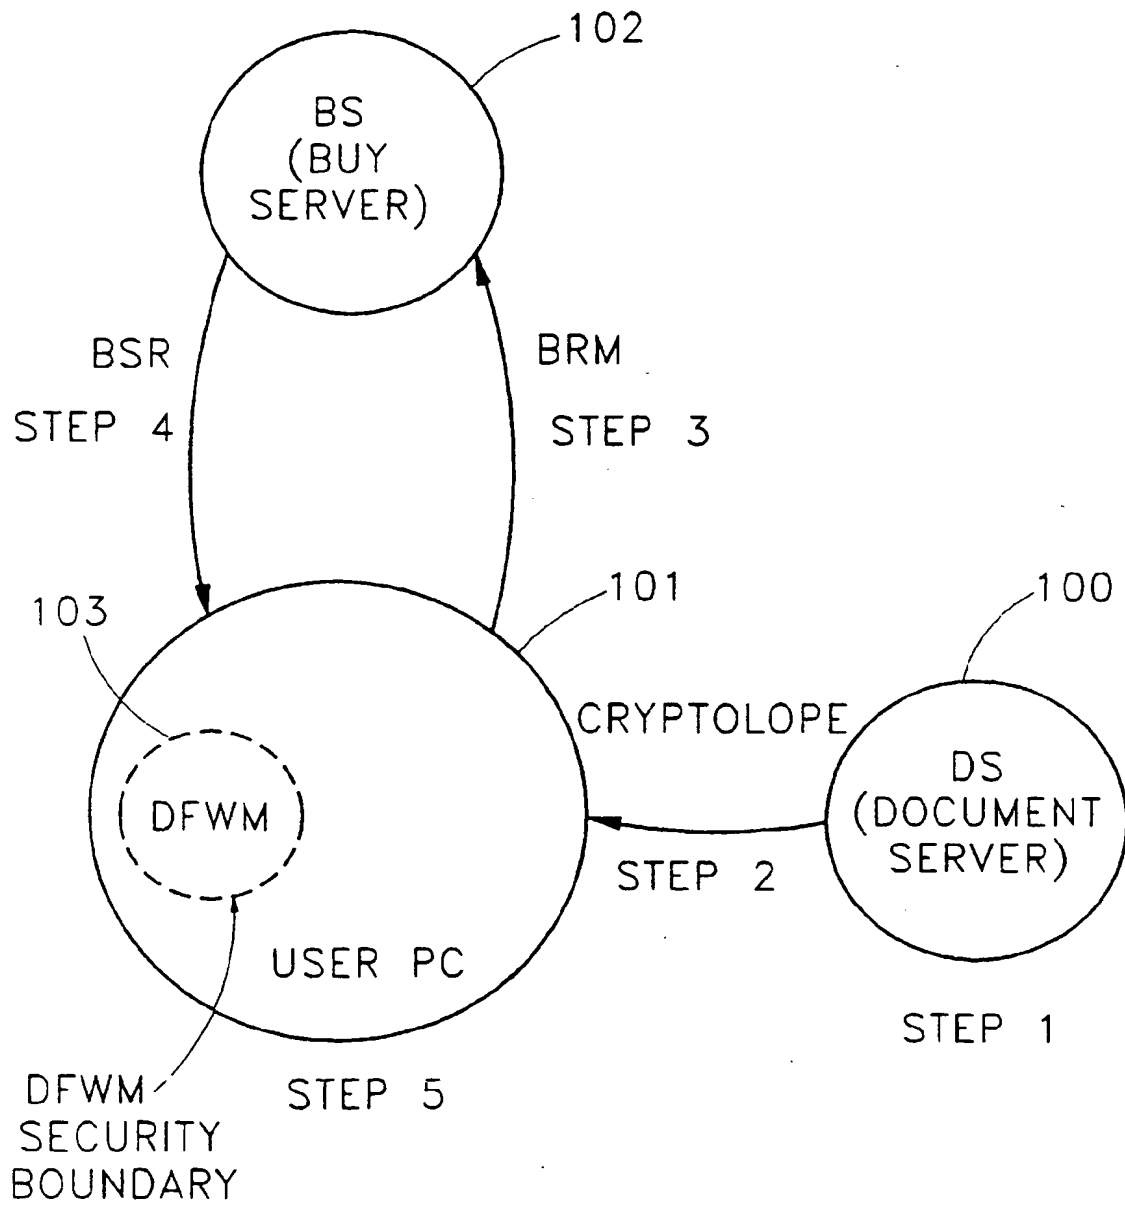 102
BS
(BUY
SERVER)
BSR
BRM
STEP 4
STEP 3
103
101
100
CRYPTOLOPE
DS
(DOCUMENT
SERVER)
DFWM
STEP 2
USER PC
STEP 1
STEP 5
DFWM
SECURITY
BOUNDARY